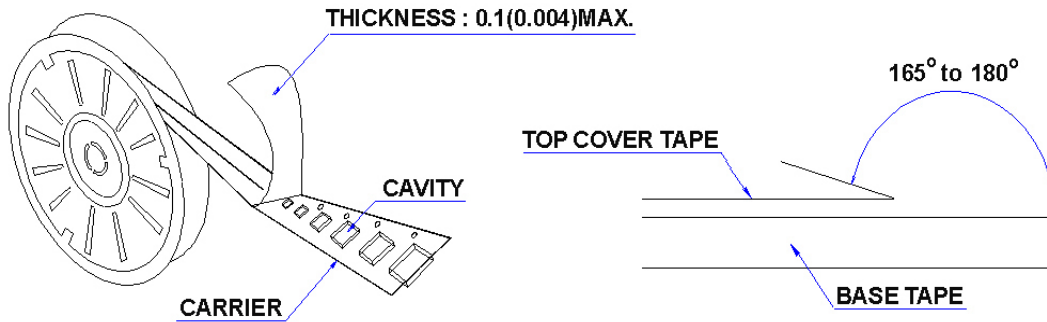 THICKNESS : 0.1(0.004)MAX.
165° to 180°
TOP COVER TAPE
CAVITY
BASE TAPE
CARRIER